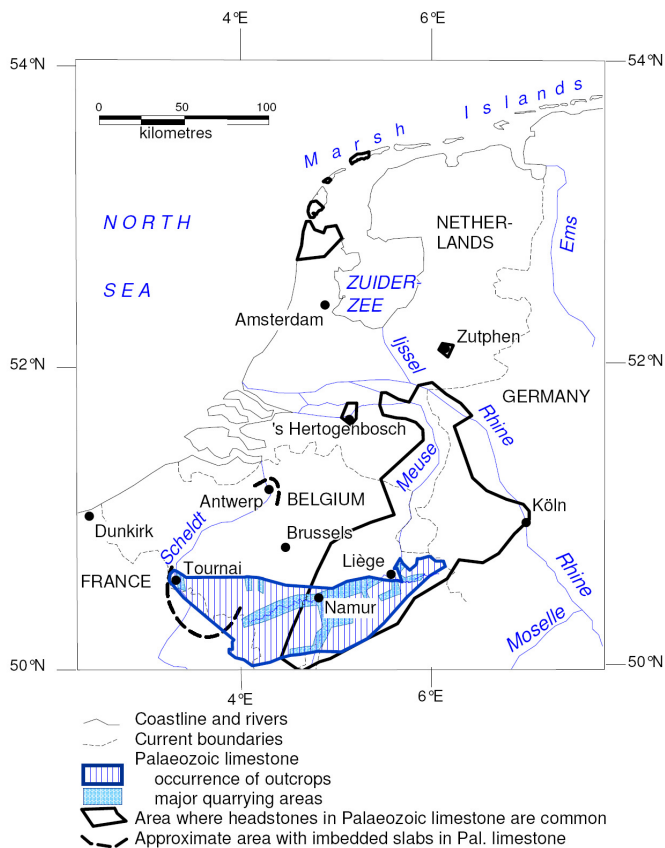 4°E 6°E
54°N 54°N
0 50 100
kilometres
Marsh Islands
NORTH
SEA
NETHER-
LANDS
Ems
ZUIDER-
ZEE
Amsterdam
Zutphen
52°N 52°N
Ijssel
GERMANY
Rhine
's Hertogenbosch
Meuse
Antwerp BELGIUM
Köln
Dunkirk
Scheldt
Brussels
Liège
FRANCE Tournai
Rhine
Namur
Moselle
50°N 50°N
4°E 6°E
Coastline and rivers
Current boundaries
Palaeozoic limestone
occurrence of outcrops
major quarrying areas
Area where headstones in Palaeozoic limestone are common
Approximate area with imbedded slabs in Pal. limestone